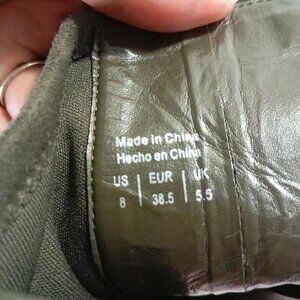 Made in China
Hecho en China
US | EUR | UK
8 | 38.5 | 5.5